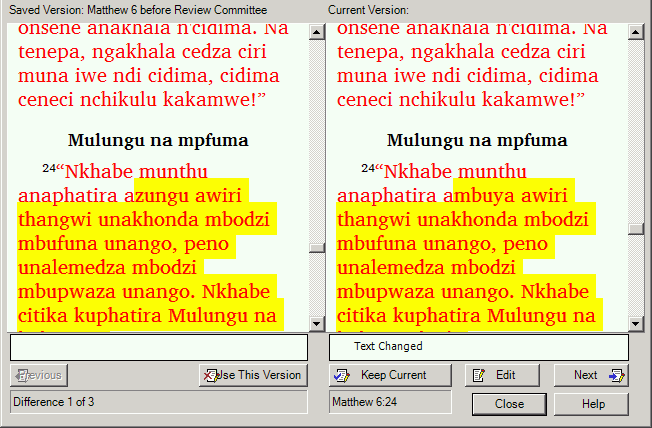 Saved Version: Matthew 6 before Review Committee
onsene anakhala n'cidima. Na
tenepa, ngakhala cedza ciri
muna iwe ndi cidima, cidima
ceneci nchikulu kakamwe!”
Mulungu na mpfuma
24“Nkhabe munthu
anaphatira azungu awiri
thangwi unakhonda mbodzi
mbufuna unango, peno
unalemedza mbodzi
mbupwaza unango. Nkhabe
citika kuphatira Mulungu na
Current Version:
onsene anakhala n'cidima. Na
tenepa, ngakhala cedza ciri
muna iwe ndi cidima, cidima
ceneci nchikulu kakamwe!”
Mulungu na mpfuma
24“Nkhabe munthu
anaphatira ambuya awiri
thangwi unakhonda mbodzi
mbufuna unango, peno
unalemedza mbodzi
mbupwaza unango. Nkhabe
citika kuphatira Mulungu na
Text Changed
Previous
Use This Version
Keep Current
Edit
Next
Difference 1 of 3
Matthew 6:24
Close
Help